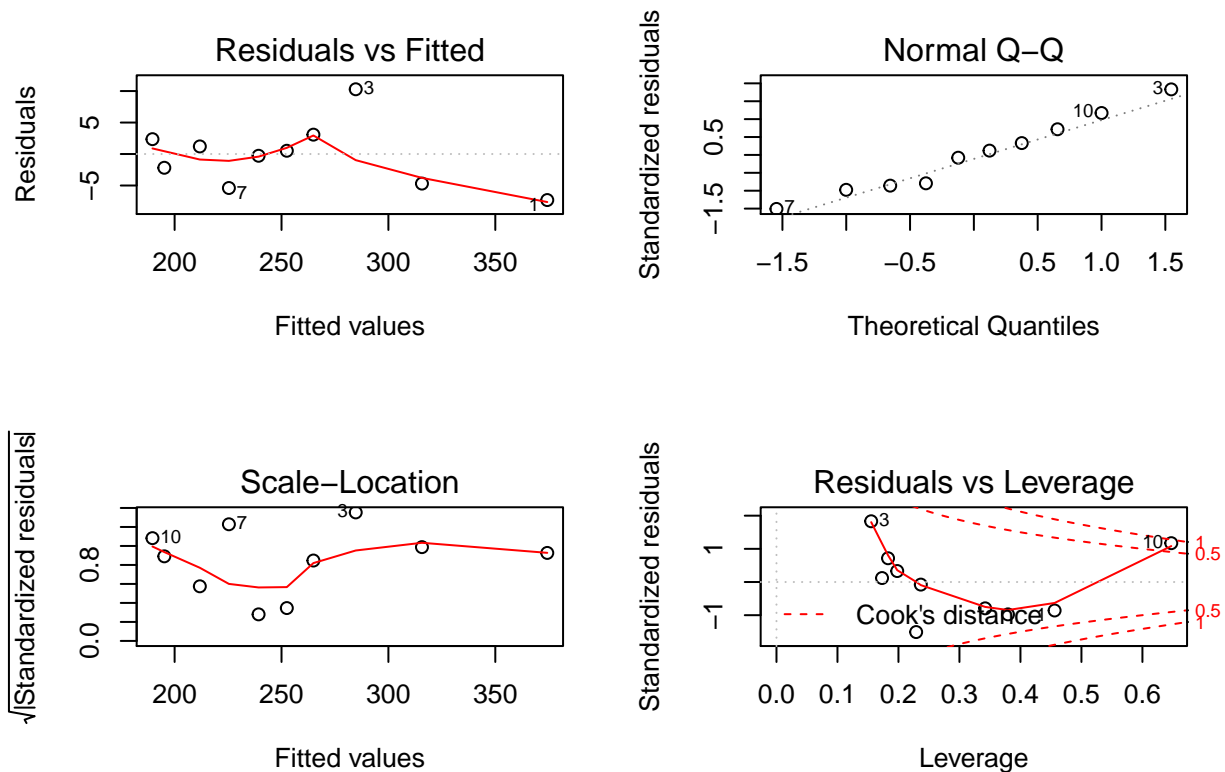 Residuals vs Fitted
Residuals
5
−5
3
7
1
200 250 300 350
Fitted values
Normal Q−Q
Standardized residuals
0.5
−1.5
3
10
7
−1.5 −0.5 0.5 1.0 1.5
Theoretical Quantiles
Scale−Location
√|Standardized residuals|
0.8
0.0
10
7
3
200 250 300 350
Fitted values
Residuals vs Leverage
Standardized residuals
1
−1
3
10
1
1
0.5
0.5
1
Cook's distance
0.0 0.1 0.2 0.3 0.4 0.5 0.6
Leverage